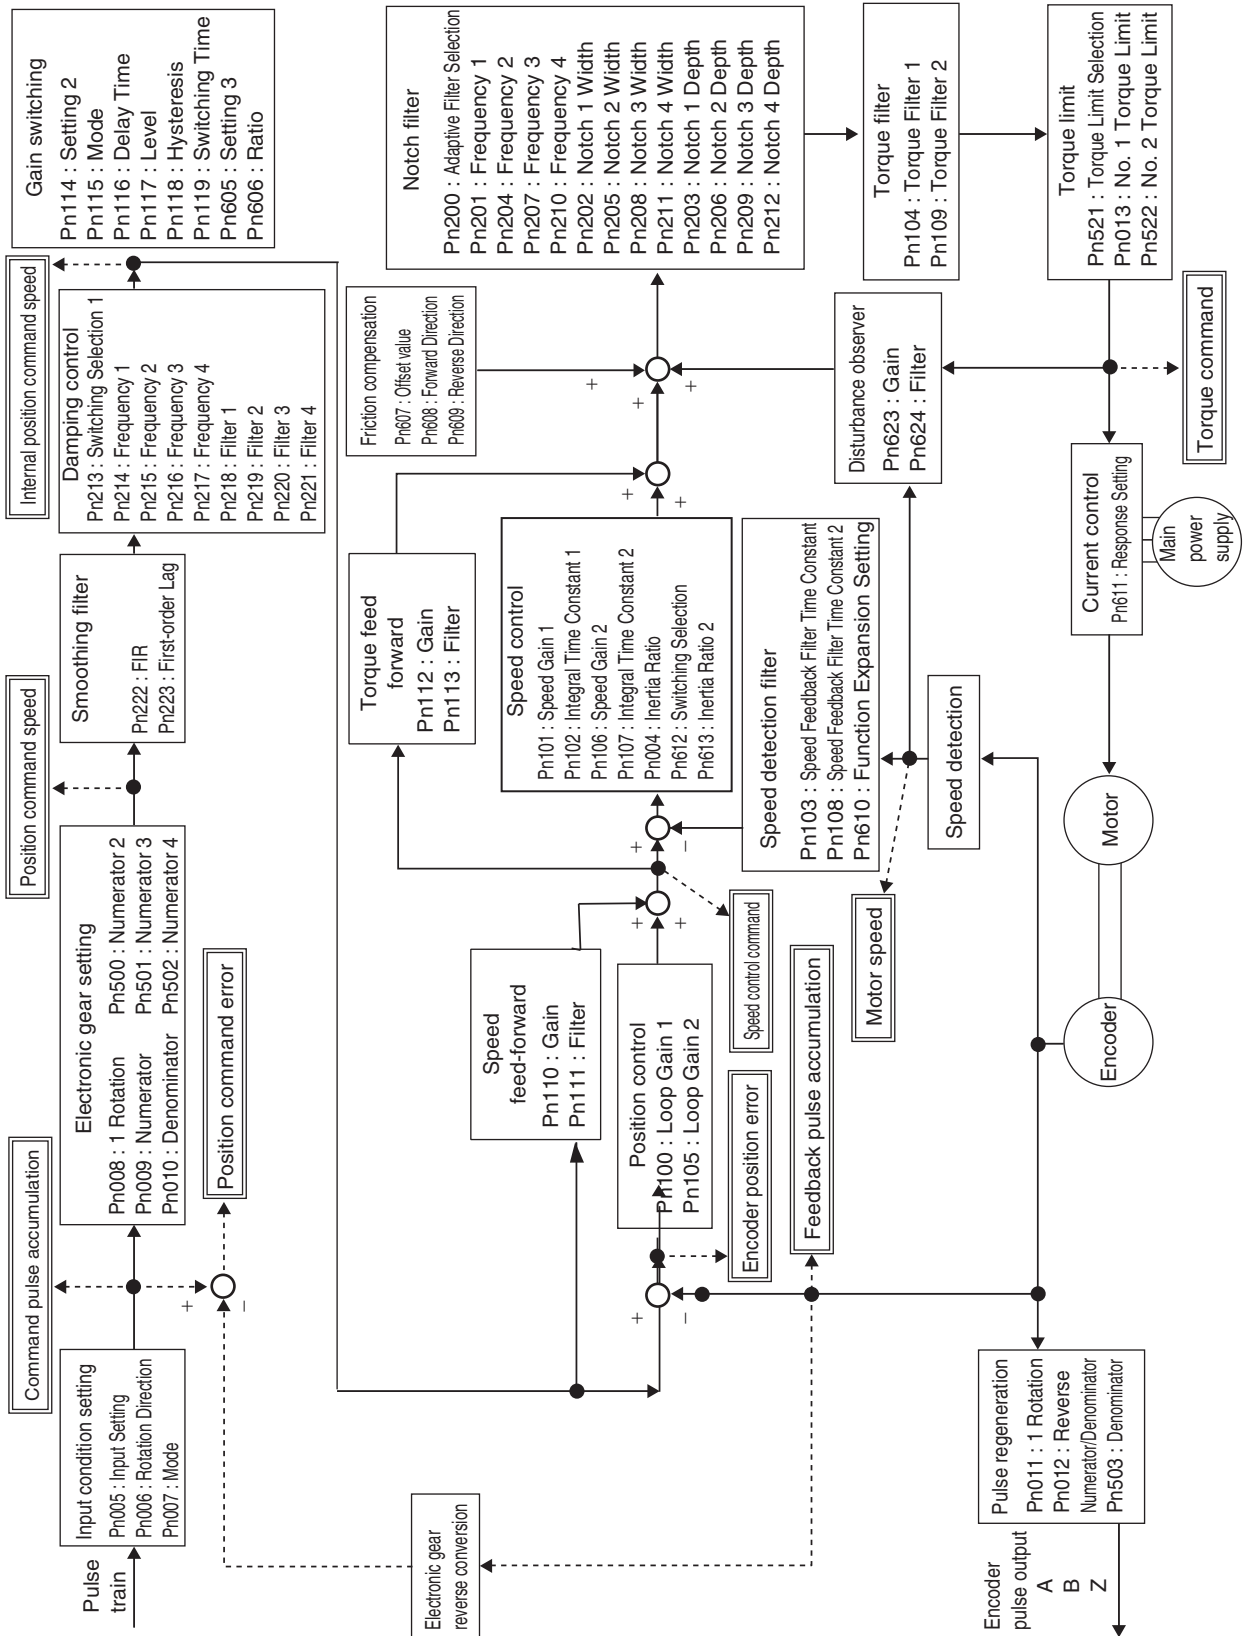 Pulse
train
Input condition setting
Pn005 : Input Setting
Pn006 : Rotation Direction
Pn007 : Mode
Command pulse accumulation
+
−
Electronic gear setting
Pn008 : 1 Rotation
Pn009 : Numerator
Pn010 : Denominator
Pn500 : Numerator 2
Pn501 : Numerator 3
Pn502 : Numerator 4
Position command error
Position command speed
Smoothing filter
Pn222 : FIR
Pn223 : First-order Lag
Damping control
Pn213 : Switching Selection 1
Pn214 : Frequency 1
Pn215 : Frequency 2
Pn216 : Frequency 3
Pn217 : Frequency 4
Pn218 : Filter 1
Pn219 : Filter 2
Pn220 : Filter 3
Pn221 : Filter 4
Internal position command speed
Gain switching
Pn114 : Setting 2
Pn115 : Mode
Pn116 : Delay Time
Pn117 : Level
Pn118 : Hysteresis
Pn119 : Switching Time
Pn605 : Setting 3
Pn606 : Ratio
Electronic gear
reverse conversion
+
−
Speed
feed-forward
Pn110 : Gain
Pn111 : Filter
Position control
Pn100 : Loop Gain 1
Pn105 : Loop Gain 2
Encoder position error
Feedback pulse accumulation
+
+
Speed control command
+
−
Torque feed
forward
Pn112 : Gain
Pn113 : Filter
Speed control
Pn101 : Speed Gain 1
Pn102 : Integral Time Constant 1
Pn106 : Speed Gain 2
Pn107 : Integral Time Constant 2
Pn004 : Inertia Ratio
Pn612 : Switching Selection
Pn613 : Inertia Ratio 2
Speed detection filter
Pn103 : Speed Feedback Filter Time Constant
Pn108 : Speed Feedback Filter Time Constant 2
Pn610 : Function Expansion Setting
Motor speed
Speed detection
+
+
Friction compensation
Pn607 : Offset value
Pn608 : Forward Direction
Pn609 : Reverse Direction
+
+
+
Disturbance observer
Pn623 : Gain
Pn624 : Filter
Notch filter
Pn200 : Adaptive Filter Selection
Pn201 : Frequency 1
Pn204 : Frequency 2
Pn207 : Frequency 3
Pn210 : Frequency 4
Pn202 : Notch 1 Width
Pn205 : Notch 2 Width
Pn208 : Notch 3 Width
Pn211 : Notch 4 Width
Pn203 : Notch 1 Depth
Pn206 : Notch 2 Depth
Pn209 : Notch 3 Depth
Pn212 : Notch 4 Depth
Torque filter
Pn104 : Torque Filter 1
Pn109 : Torque Filter 2
Torque limit
Pn521 : Torque Limit Selection
Pn013 : No. 1 Torque Limit
Pn522 : No. 2 Torque Limit
Torque command
Current control
Pn611 : Response Setting
Main
power
supply
Motor
Encoder
Pulse regeneration
Pn011 : 1 Rotation
Pn012 : Reverse
Numerator/Denominator
Pn503 : Denominator
Encoder
pulse output
A
B
Z